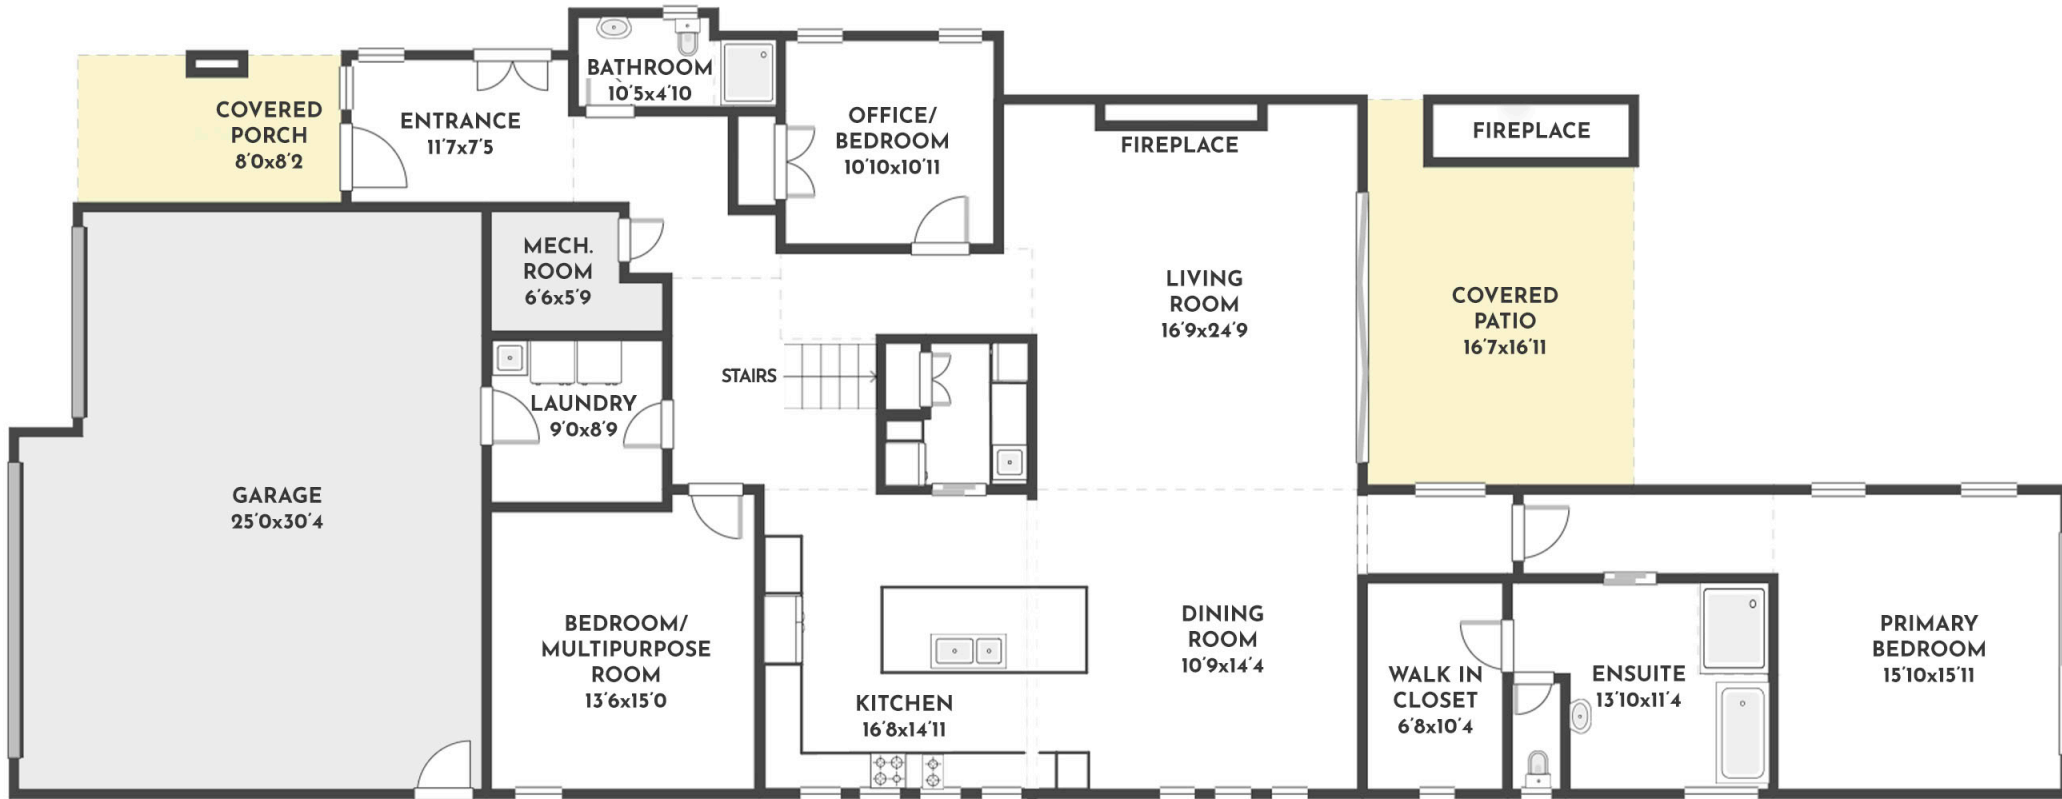 COVERED
PORCH
8'0x8'2
ENTRANCE
11'7x7'5
BATHROOM
10'5x4'10
OFFICE/
BEDROOM
10'10x10'11
FIREPLACE
FIREPLACE
MECH.
ROOM
6'6x5'9
LIVING
ROOM
16'9x24'9
COVERED
PATIO
16'7x16'11
STAIRS
LAUNDRY
9'0x8'9
GARAGE
25'0x30'4
BEDROOM/
MULTIPURPOSE
ROOM
13'6x15'0
KITCHEN
16'8x14'11
DINING
ROOM
10'9x14'4
WALK IN
CLOSET
6'8x10'4
ENSUITE
13'10x11'4
PRIMARY
BEDROOM
15'10x15'11